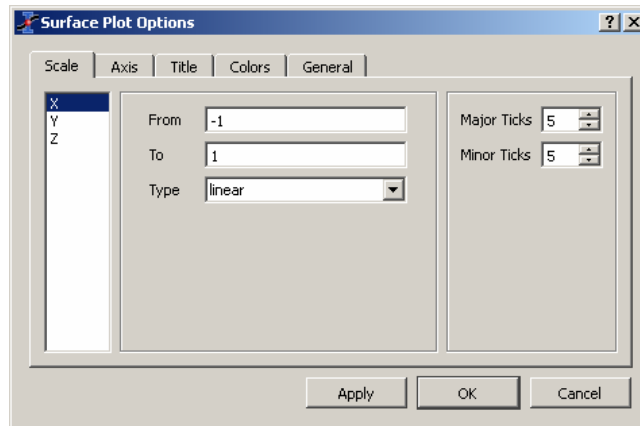 Surface Plot Options
Scale Axis Title Colors General
X
Y
Z
From -1
To 1
Type linear
Major Ticks 5
Minor Ticks 5
Apply OK Cancel